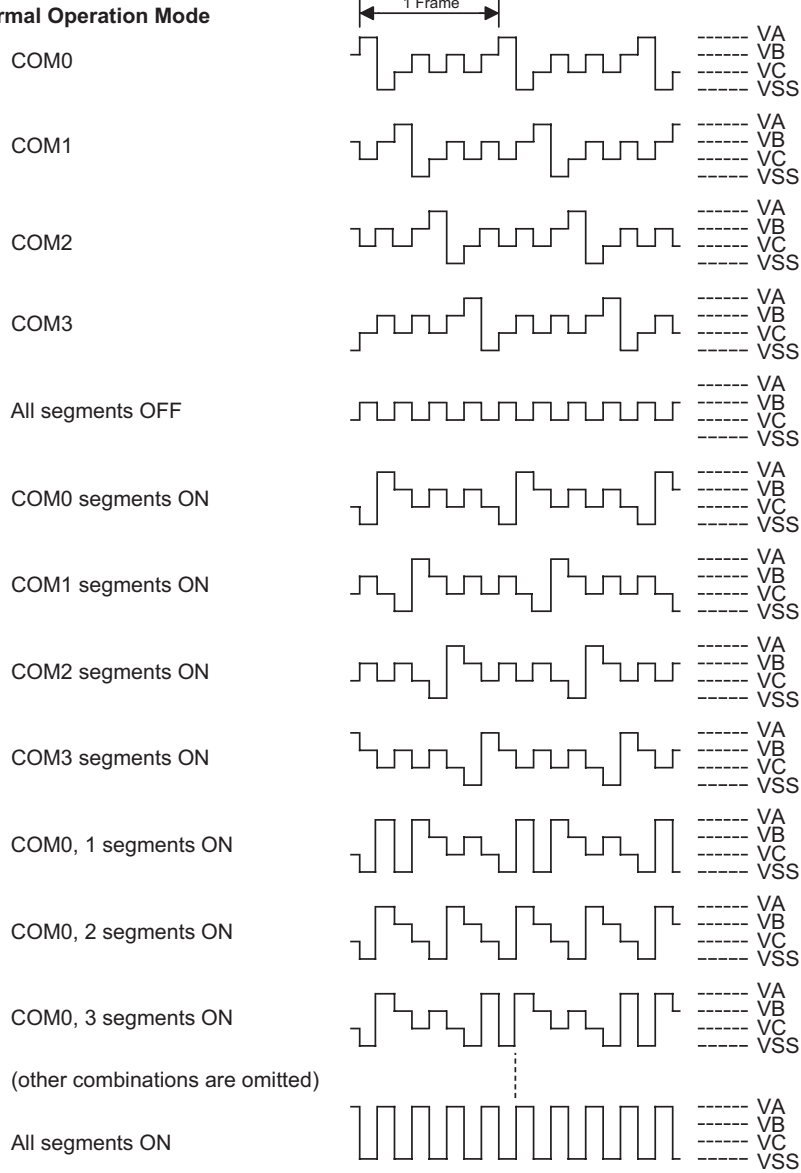 rmal Operation Mode
1 Frame
COM0
VA
VB
VC
VSS
COM1
VA
VB
VC
VSS
COM2
VA
VB
VC
VSS
COM3
VA
VB
VC
VSS
All segments OFF
VA
VB
VC
VSS
COM0 segments ON
VA
VB
VC
VSS
COM1 segments ON
VA
VB
VC
VSS
COM2 segments ON
VA
VB
VC
VSS
COM3 segments ON
VA
VB
VC
VSS
COM0, 1 segments ON
VA
VB
VC
VSS
COM0, 2 segments ON
VA
VB
VC
VSS
COM0, 3 segments ON
VA
VB
VC
VSS
(other combinations are omitted)
All segments ON
VA
VB
VC
VSS